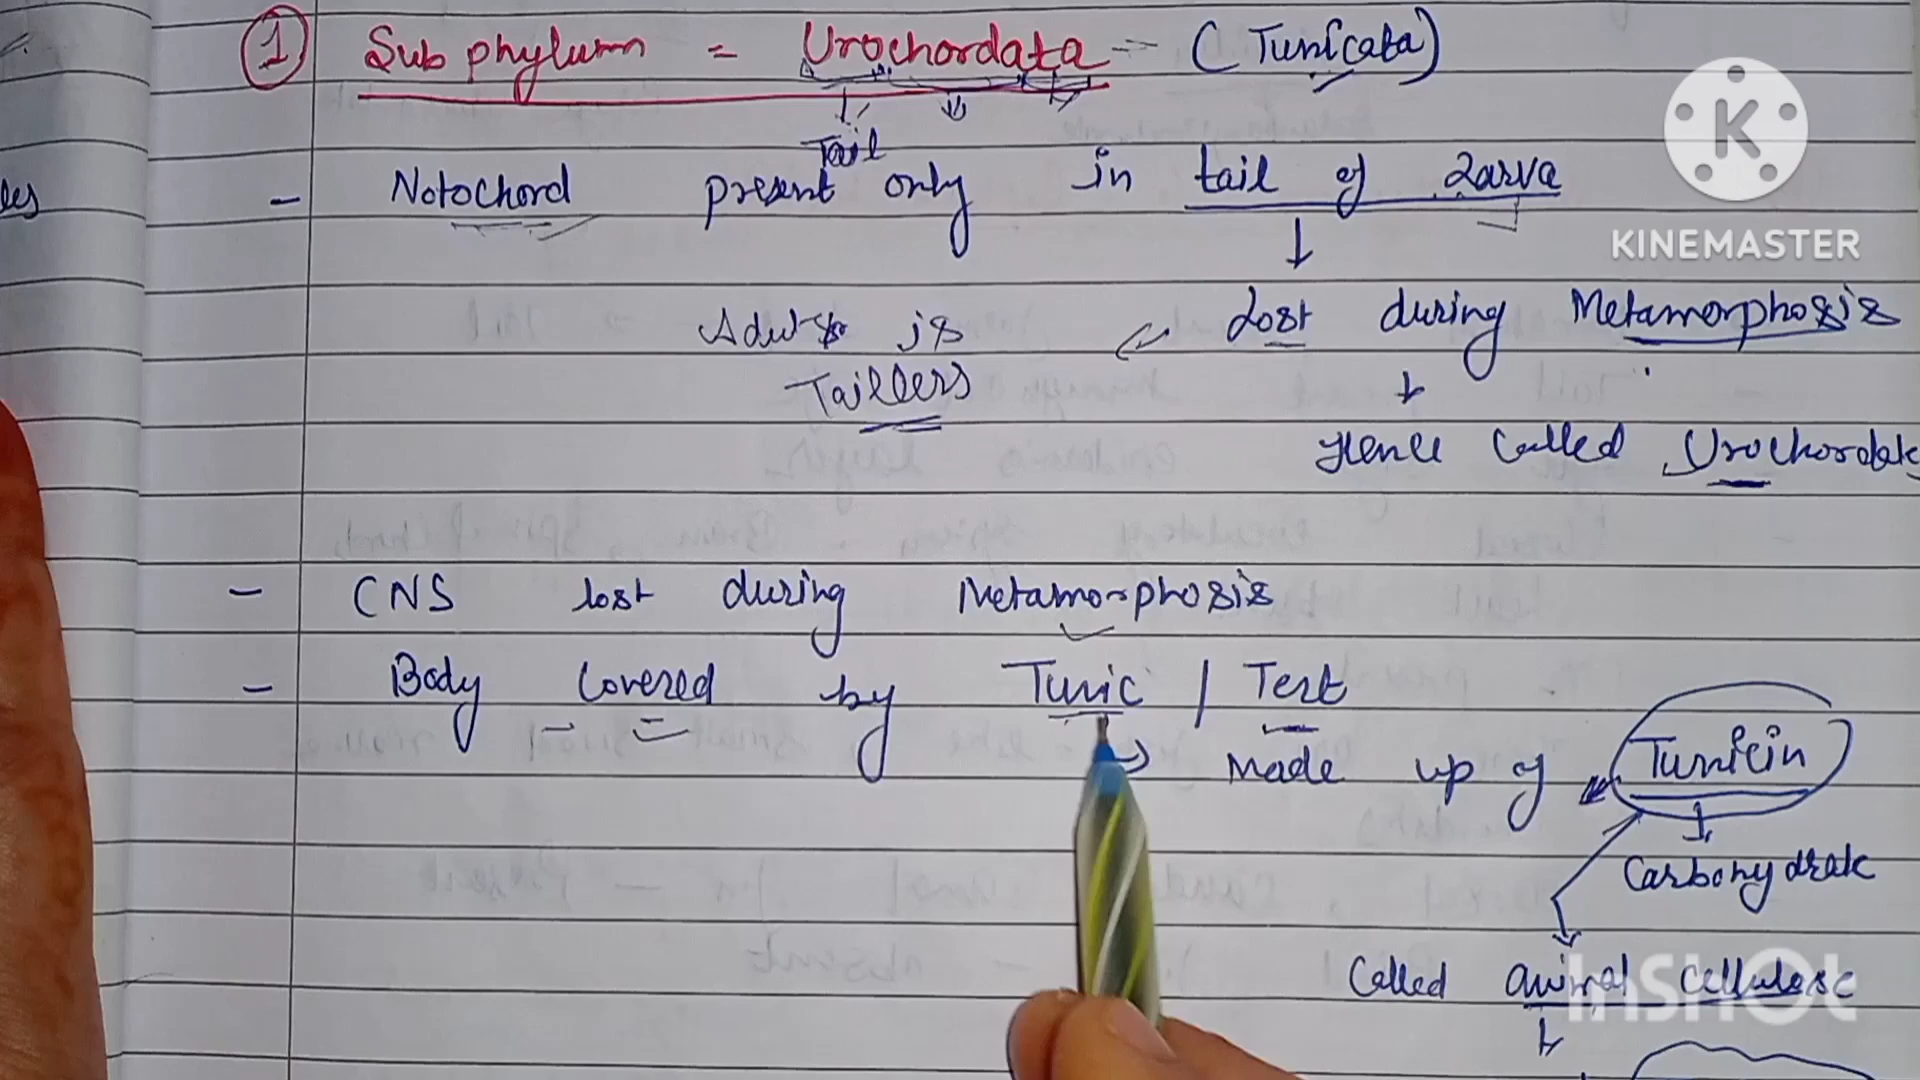 1 Sub phylum = Urochordata - (Tunicata)
Tail
- Notochord present only in tail of Larva
KINEMASTER
Lost during Metamorphosis
Adult is
Tailless
Hence called Urochordata
- CNS lost during Metamorphosis
- Body covered by Tunic / Test
made up of Tunicin
Carbohydrate
Called animal cellulose
InShot